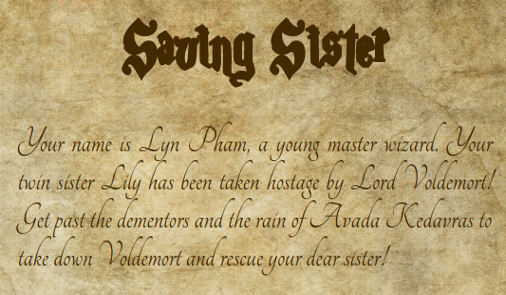 Saving Sister
Your name is Lyn Pham, a young master wizard. Your
twin sister Lily has been taken hostage by Lord Voldemort!
Get past the dementors and the rain of Avada Kedavras to
take down Voldemort and rescue your dear sister!